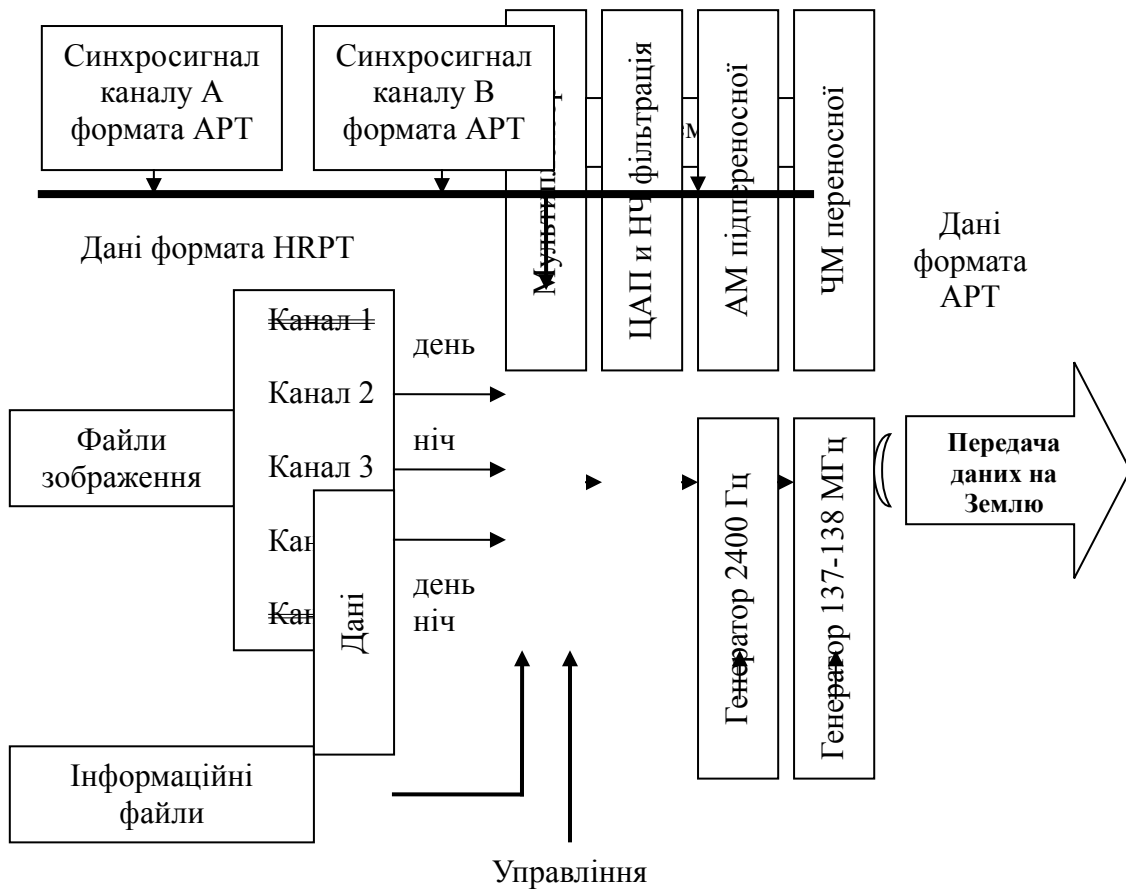 Синхросигнал
каналу А
формата АРТ
Синхросигнал
каналу В
формата АРТ
ЦАП и НЧ фільтрація
АМ підпереносної
ЧМ переносної
Дані формата HRPT
Дані
формата
АРТ
Канал 1
день
Канал 2
ніч
Канал 3
Файли
зображення
день
ніч
Дані
Генератор 2400 Гц
Генератор 137-138 МГц
Передача
даних на
Землю
Інформаційні
файли
Управління